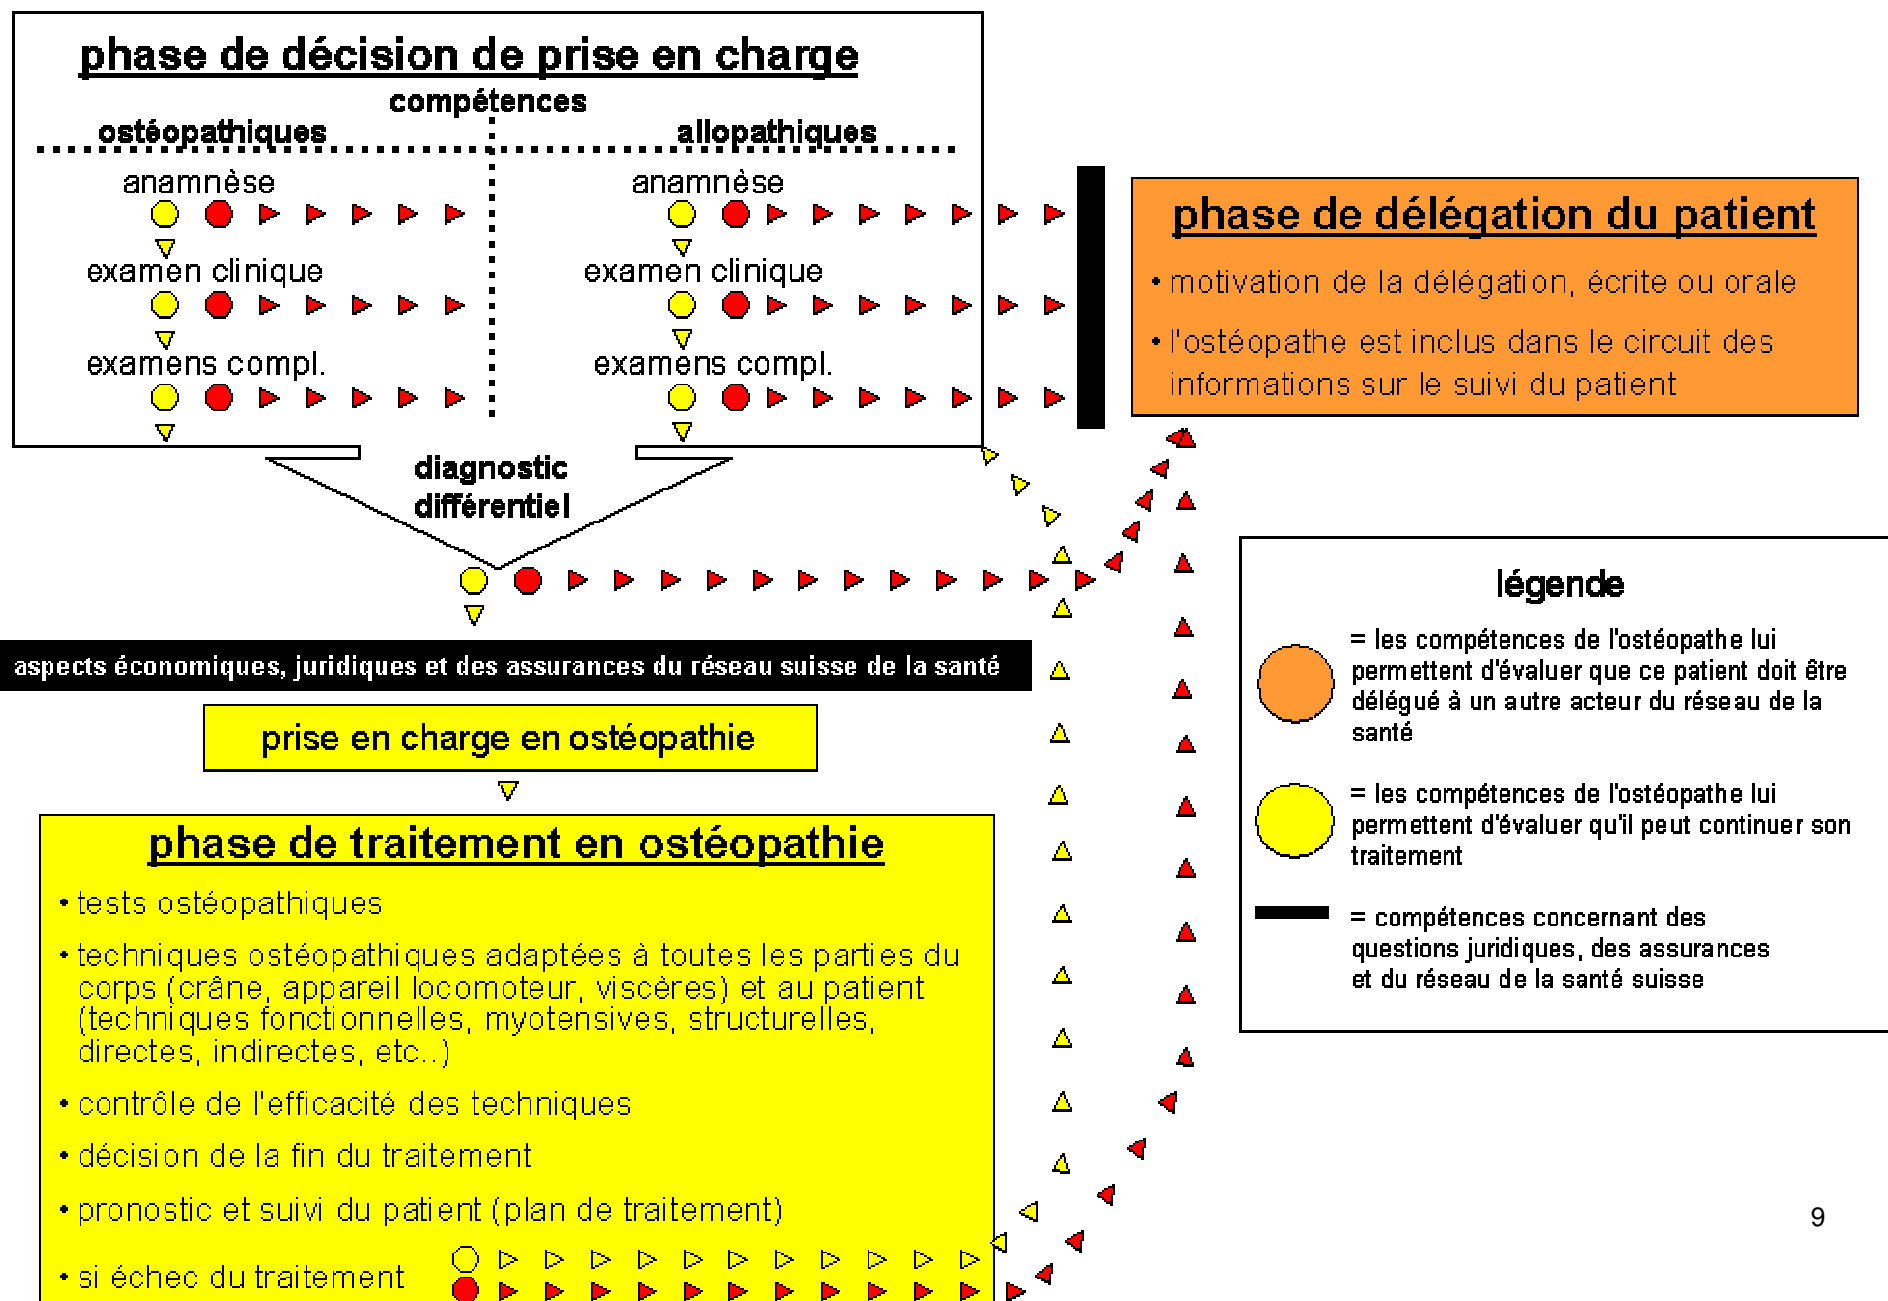 phase de décision de prise en charge
compétences
ostéopathiques
allopathiques
anamnèse
anamnèse
examen clinique
examen clinique
examens compl.
examens compl.
diagnostic
différentiel
phase de délégation du patient
• motivation de la délégation, écrite ou orale
• l'ostéopathe est inclus dans le circuit des
informations sur le suivi du patient
aspects économiques, juridiques et des assurances du réseau suisse de la santé
prise en charge en ostéopathie
phase de traitement en ostéopathie
• tests ostéopathiques
• techniques ostéopathiques adaptées à toutes les parties du
corps (crâne, appareil locomoteur, viscères) et au patient
(techniques fonctionnelles, myotensives, structurelles,
directes, indirectes, etc..)
• contrôle de l'efficacité des techniques
• décision de la fin du traitement
• pronostic et suivi du patient (plan de traitement)
• si échec du traitement
légende
= les compétences de l'ostéopathe lui
permettent d'évaluer que ce patient doit être
délégué à un autre acteur du réseau de la
santé
= les compétences de l'ostéopathe lui
permettent d'évaluer qu'il peut continuer son
traitement
= compétences concernant des
questions juridiques, des assurances
et du réseau de la santé suisse
9